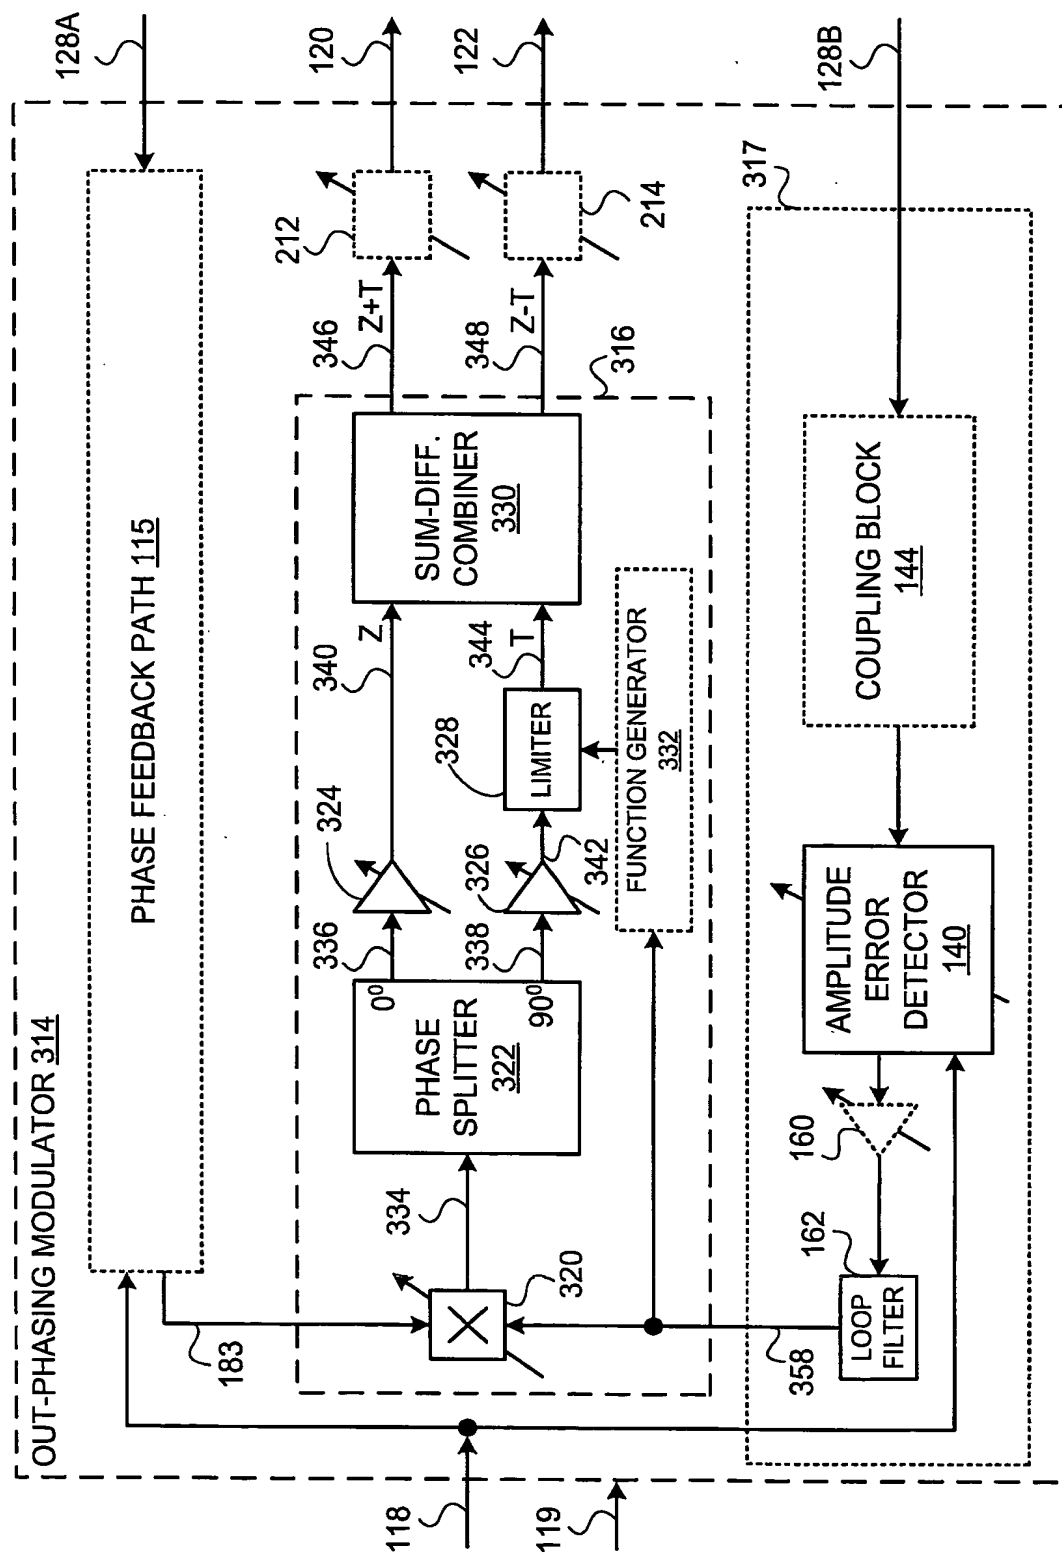 OUT-PHASING MODULATOR 314
128A
PHASE FEEDBACK PATH 115
183
118
119
120
122
212
214
346
Z+T
348
Z-T
316
340
Z
344
T
SUM-DIFF.
COMBINER
330
324
336
326
338
342
328
LIMITER
FUNCTION GENERATOR
332
0⁰
90⁰
PHASE
SPLITTER
322
334
320
358
128B
317
COUPLING BLOCK
144
AMPLITUDE
ERROR
DETECTOR
140
160
162
LOOP
FILTER